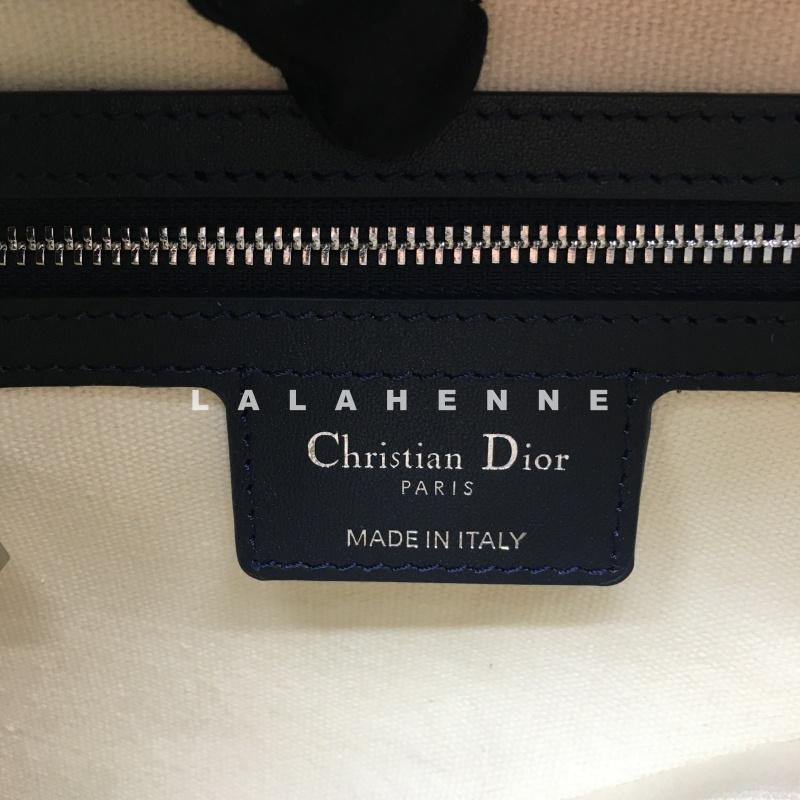 LALAHENNE
Christian Dior
PARIS
MADE IN ITALY